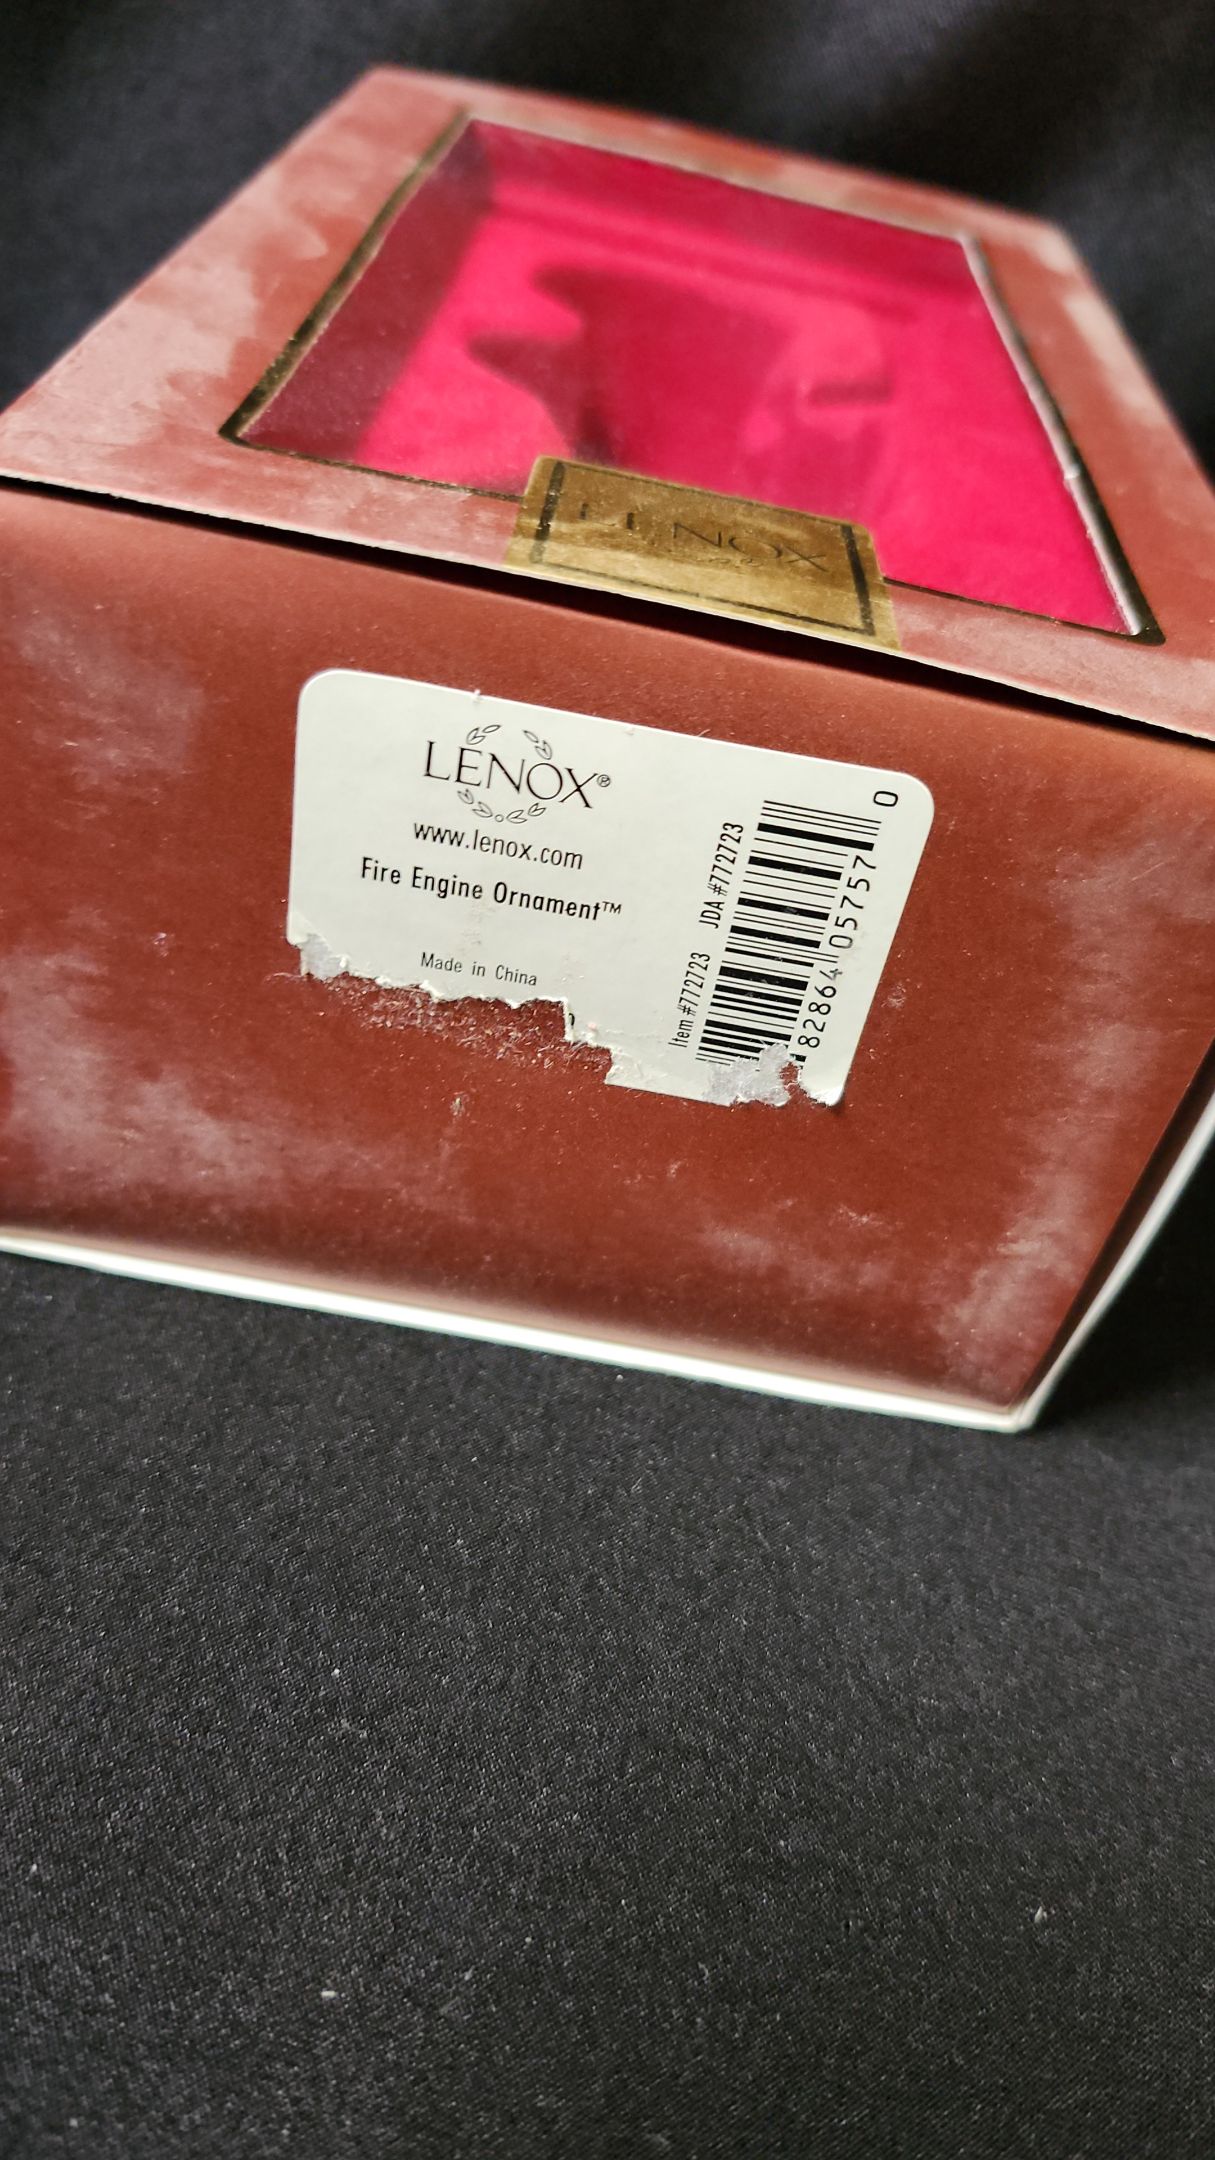 LENOX
LENOX®
www.lenox.com
Fire Engine Ornament™
Made in China
Item #772723 JDA #772723
82864 05757 0